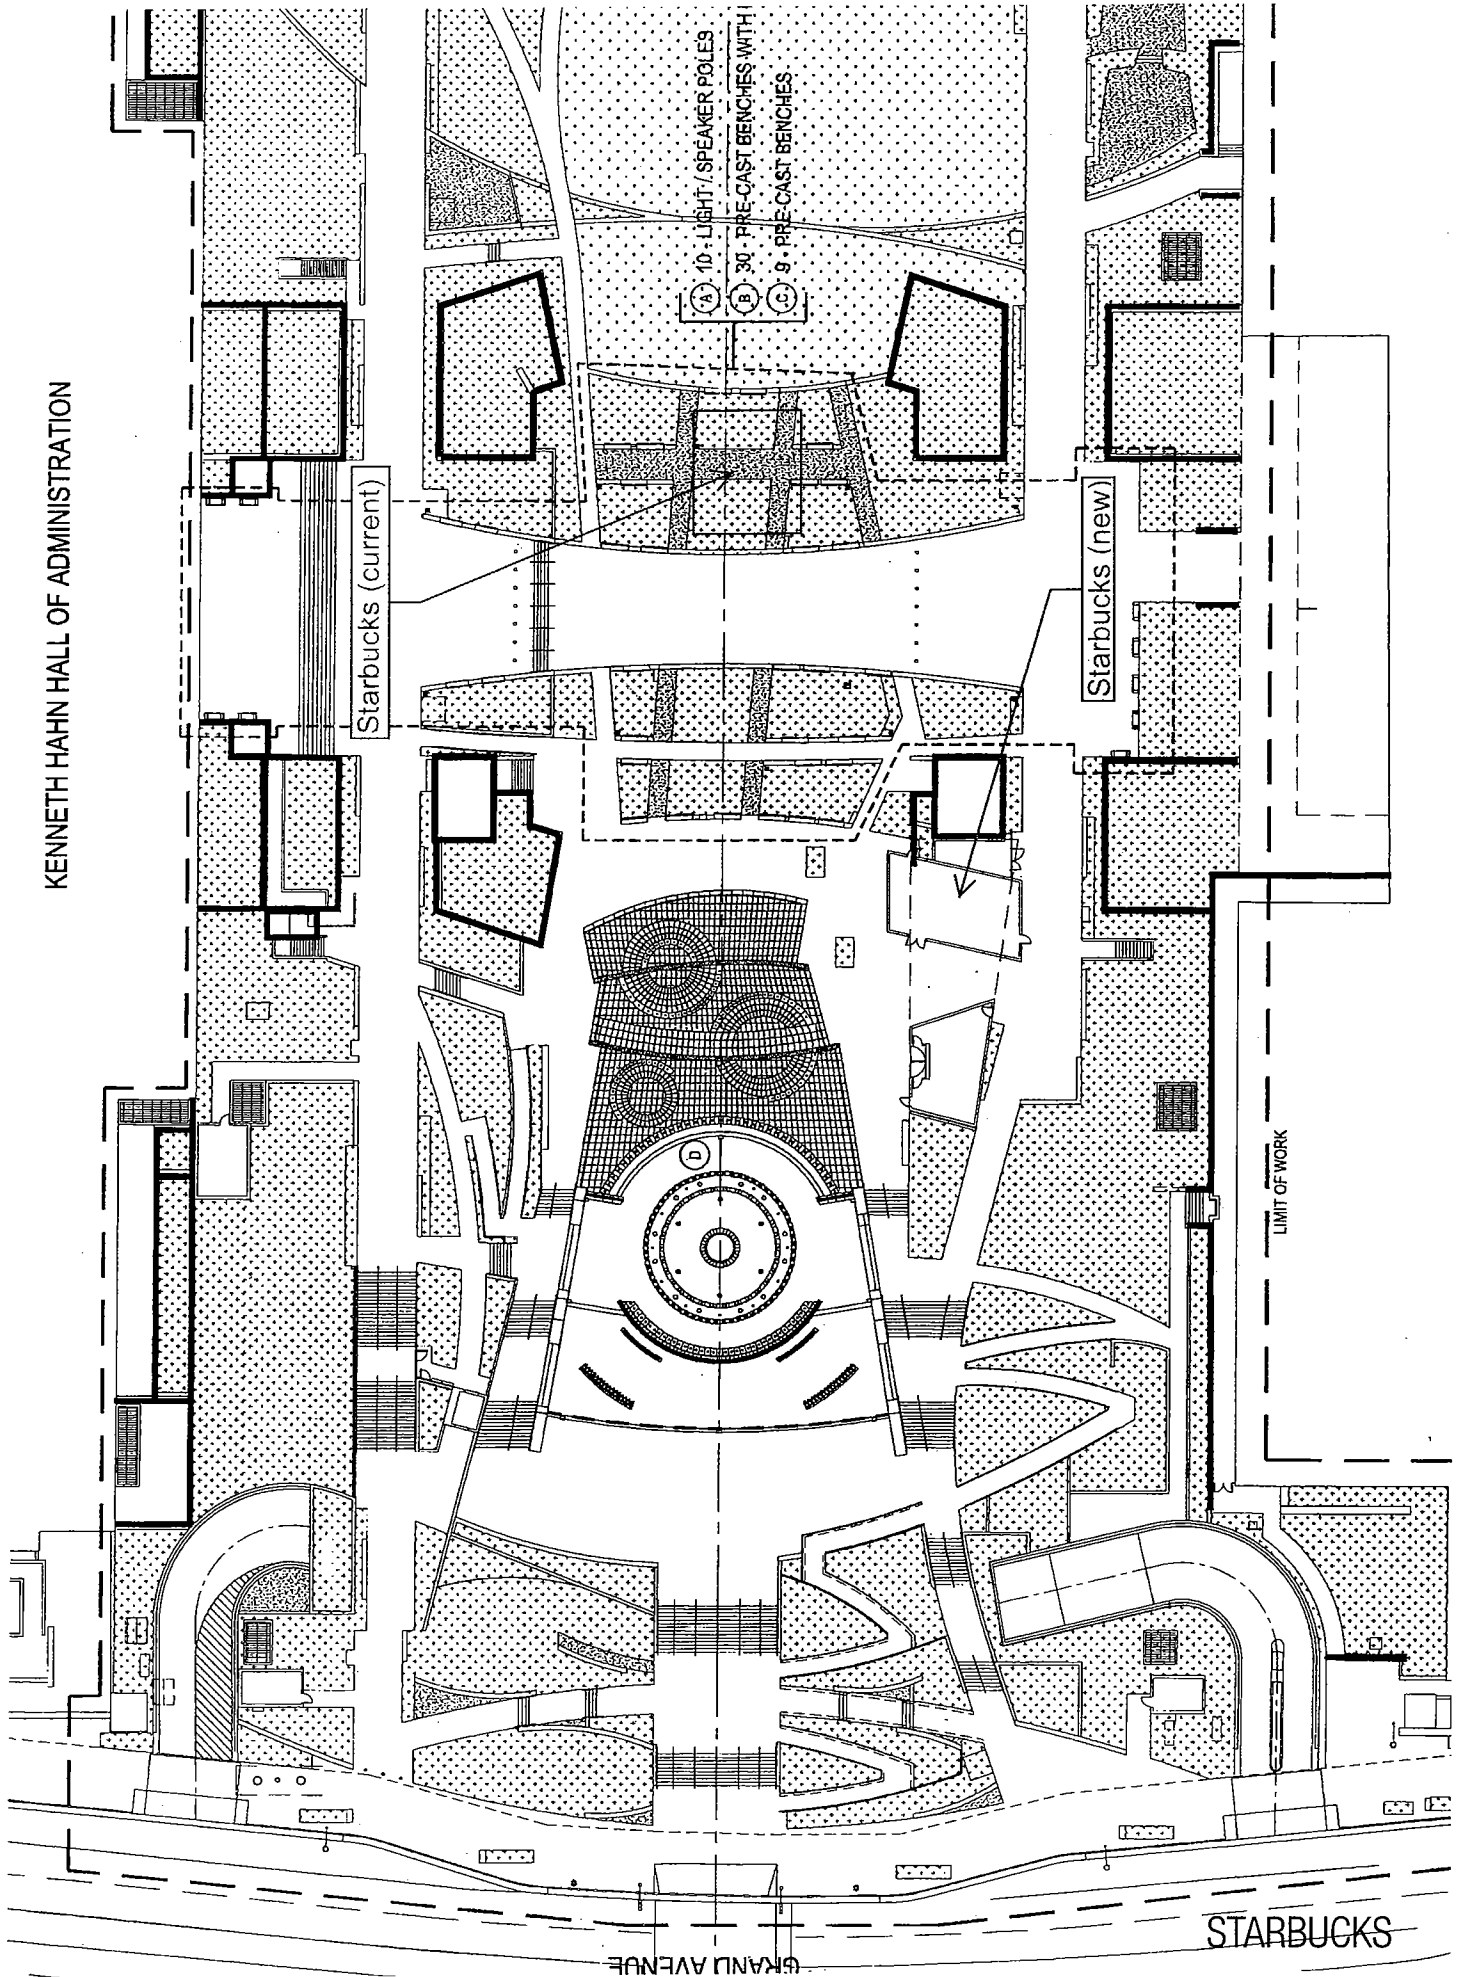 KENNETH HAHN HALL OF ADMINISTRATION
A 10 - LIGHT / SPEAKER POLES
B 30 - PRE-CAST BENCHES WITH
C 9 - PRE-CAST BENCHES
Starbucks (current)
Starbucks (new)
D
LIMIT OF WORK
STARBUCKS
GRAND AVENUE